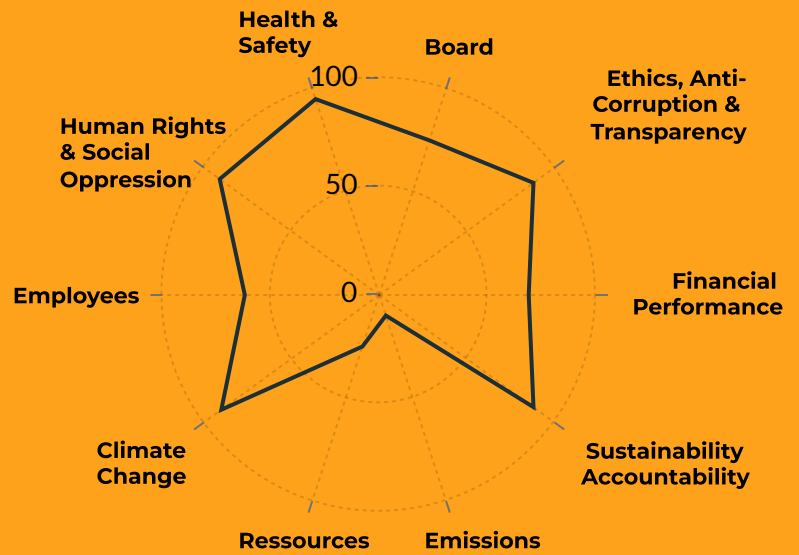 Health &
Safety
Board
100
Ethics, Anti-
Corruption &
Transparency
Human Rights
& Social
Oppression
50
Employees
0
Financial
Performance
Climate
Change
Sustainability
Accountability
Ressources
Emissions